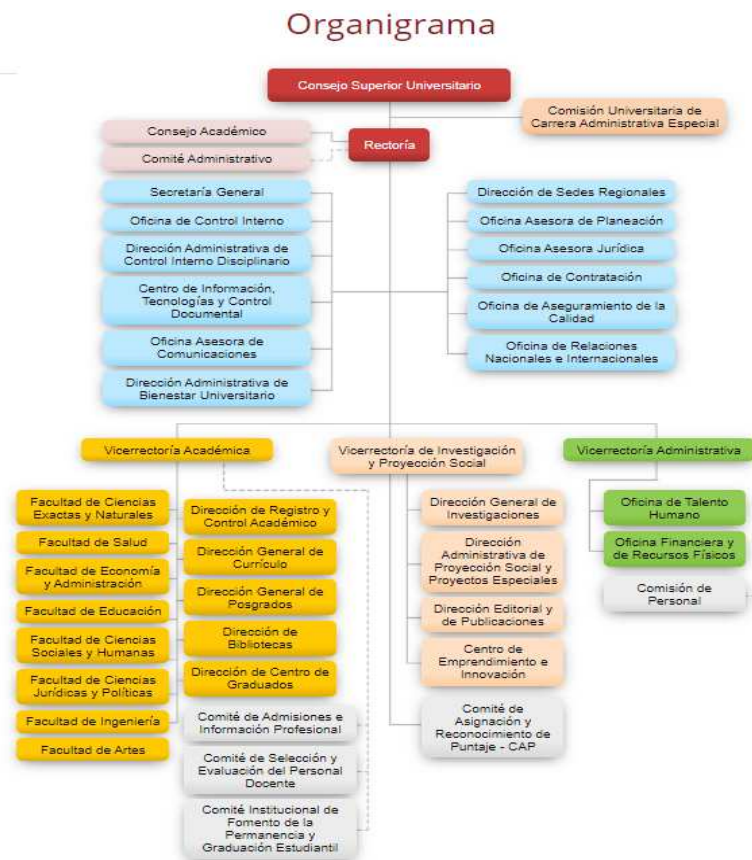 Organigrama
Consejo Superior Universitario
Comisión Universitaria de
Carrera Administrativa Especial
Consejo Académico
Comité Administrativo
Rectoría
Secretaría General
Oficina de Control Interno
Dirección Administrativa de
Control Interno Disciplinario
Centro de Información,
Tecnologías y Control
Documental
Oficina Asesora de
Comunicaciones
Dirección Administrativa de
Bienestar Universitario
Dirección de Sedes Regionales
Oficina Asesora de Planeación
Oficina Asesora Jurídica
Oficina de Contratación
Oficina de Aseguramiento de la
Calidad
Oficina de Relaciones
Nacionales e Internacionales
Vicerrectoría Académica
Vicerrectoría de Investigación
y Proyección Social
Vicerrectoría Administrativa
Facultad de Ciencias
Exactas y Naturales
Facultad de Salud
Facultad de Economía
y Administración
Facultad de Educación
Facultad de Ciencias
Sociales y Humanas
Facultad de Ciencias
Jurídicas y Políticas
Facultad de Ingeniería
Facultad de Artes
Dirección de Registro y
Control Académico
Dirección General de
Currículo
Dirección General de
Posgrados
Dirección de
Bibliotecas
Dirección de Centro de
Graduados
Comité de Admisiones e
Información Profesional
Comité de Selección y
Evaluación del Personal
Docente
Comité Institucional de
Fomento de la
Permanencia y
Graduación Estudiantil
Dirección General de
Investigaciones
Dirección
Administrativa de
Proyección Social y
Proyectos Especiales
Dirección Editorial y
de Publicaciones
Centro de
Emprendimiento e
Innovación
Comité de
Asignación y
Reconocimiento de
Puntaje - CAP
Oficina de Talento
Humano
Oficina Financiera y
de Recursos Físicos
Comisión de
Personal